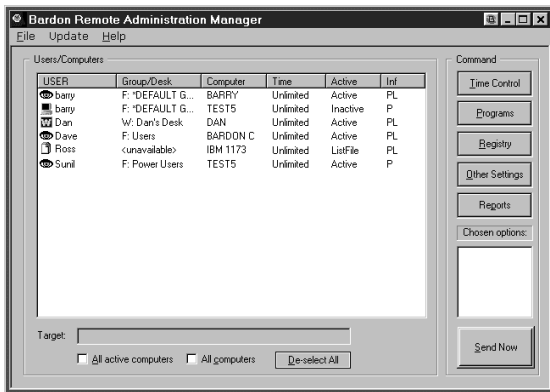 Bardon Remote Administration Manager
File Update Help
Users/Computers
USER Group/Desk Computer Time Active Inf
barry F: *DEFAULT G... BARRY Unlimited Active PL
barry F: *DEFAULT G... TEST5 Unlimited Inactive P
Dan W: Dan's Desk DAN Unlimited Active PL
Dave F: Users BARDON C Unlimited Active PL
Ross <unavailable> IBM 1173 Unlimited ListFile PL
Sunil F: Power Users TEST5 Unlimited Active P
Target:
All active computers All computers De-select All
Command
Time Control
Programs
Registry
Other Settings
Reports
Chosen options:
Send Now